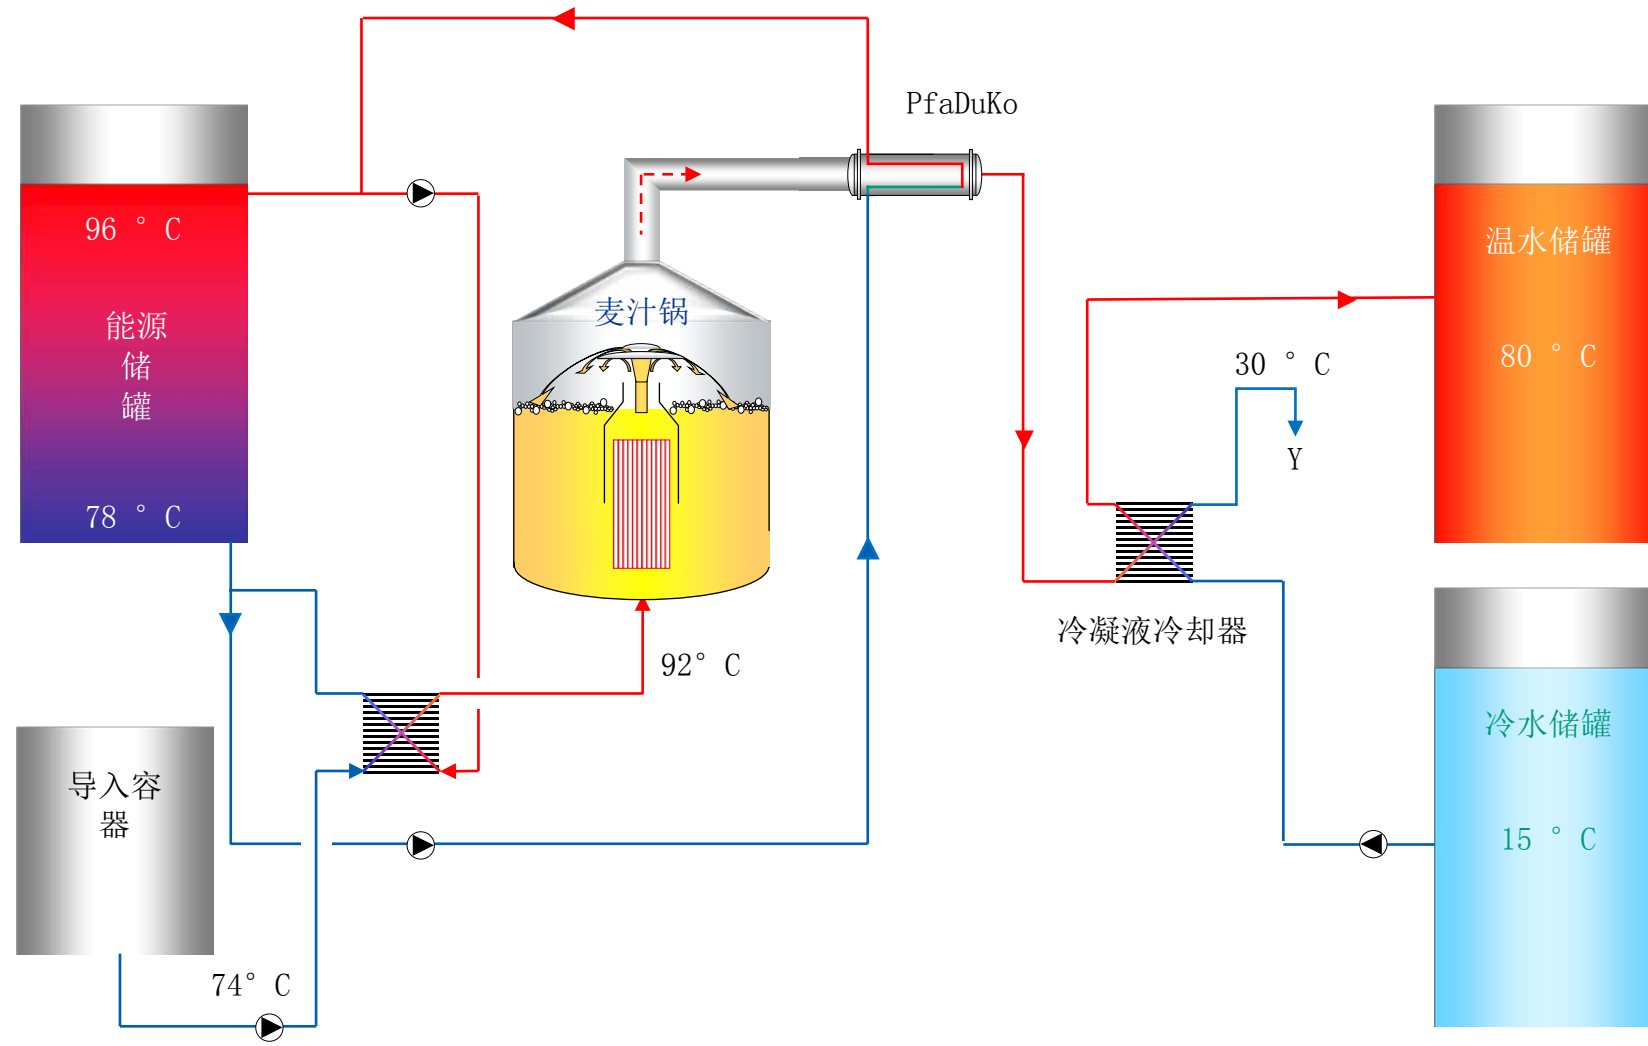 PfaDuKo
96 °C
能源
储
罐
78 °C
麦汁锅
温水储罐
80 °C
30 °C
Y
冷凝液冷却器
92°C
冷水储罐
15 °C
导入容
器
74°C